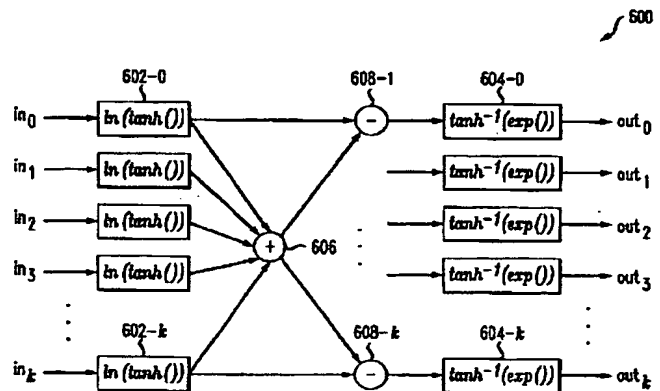 600
602-0 608-1 604-0
in₀ ln(tanh()) - tanh⁻¹(exp()) out₀
in₁ ln(tanh()) tanh⁻¹(exp()) out₁
in₂ ln(tanh()) tanh⁻¹(exp()) out₂
+ 606
in₃ ln(tanh()) tanh⁻¹(exp()) out₃
602-k 608-k 604-k
inₖ ln(tanh()) - tanh⁻¹(exp()) outₖ